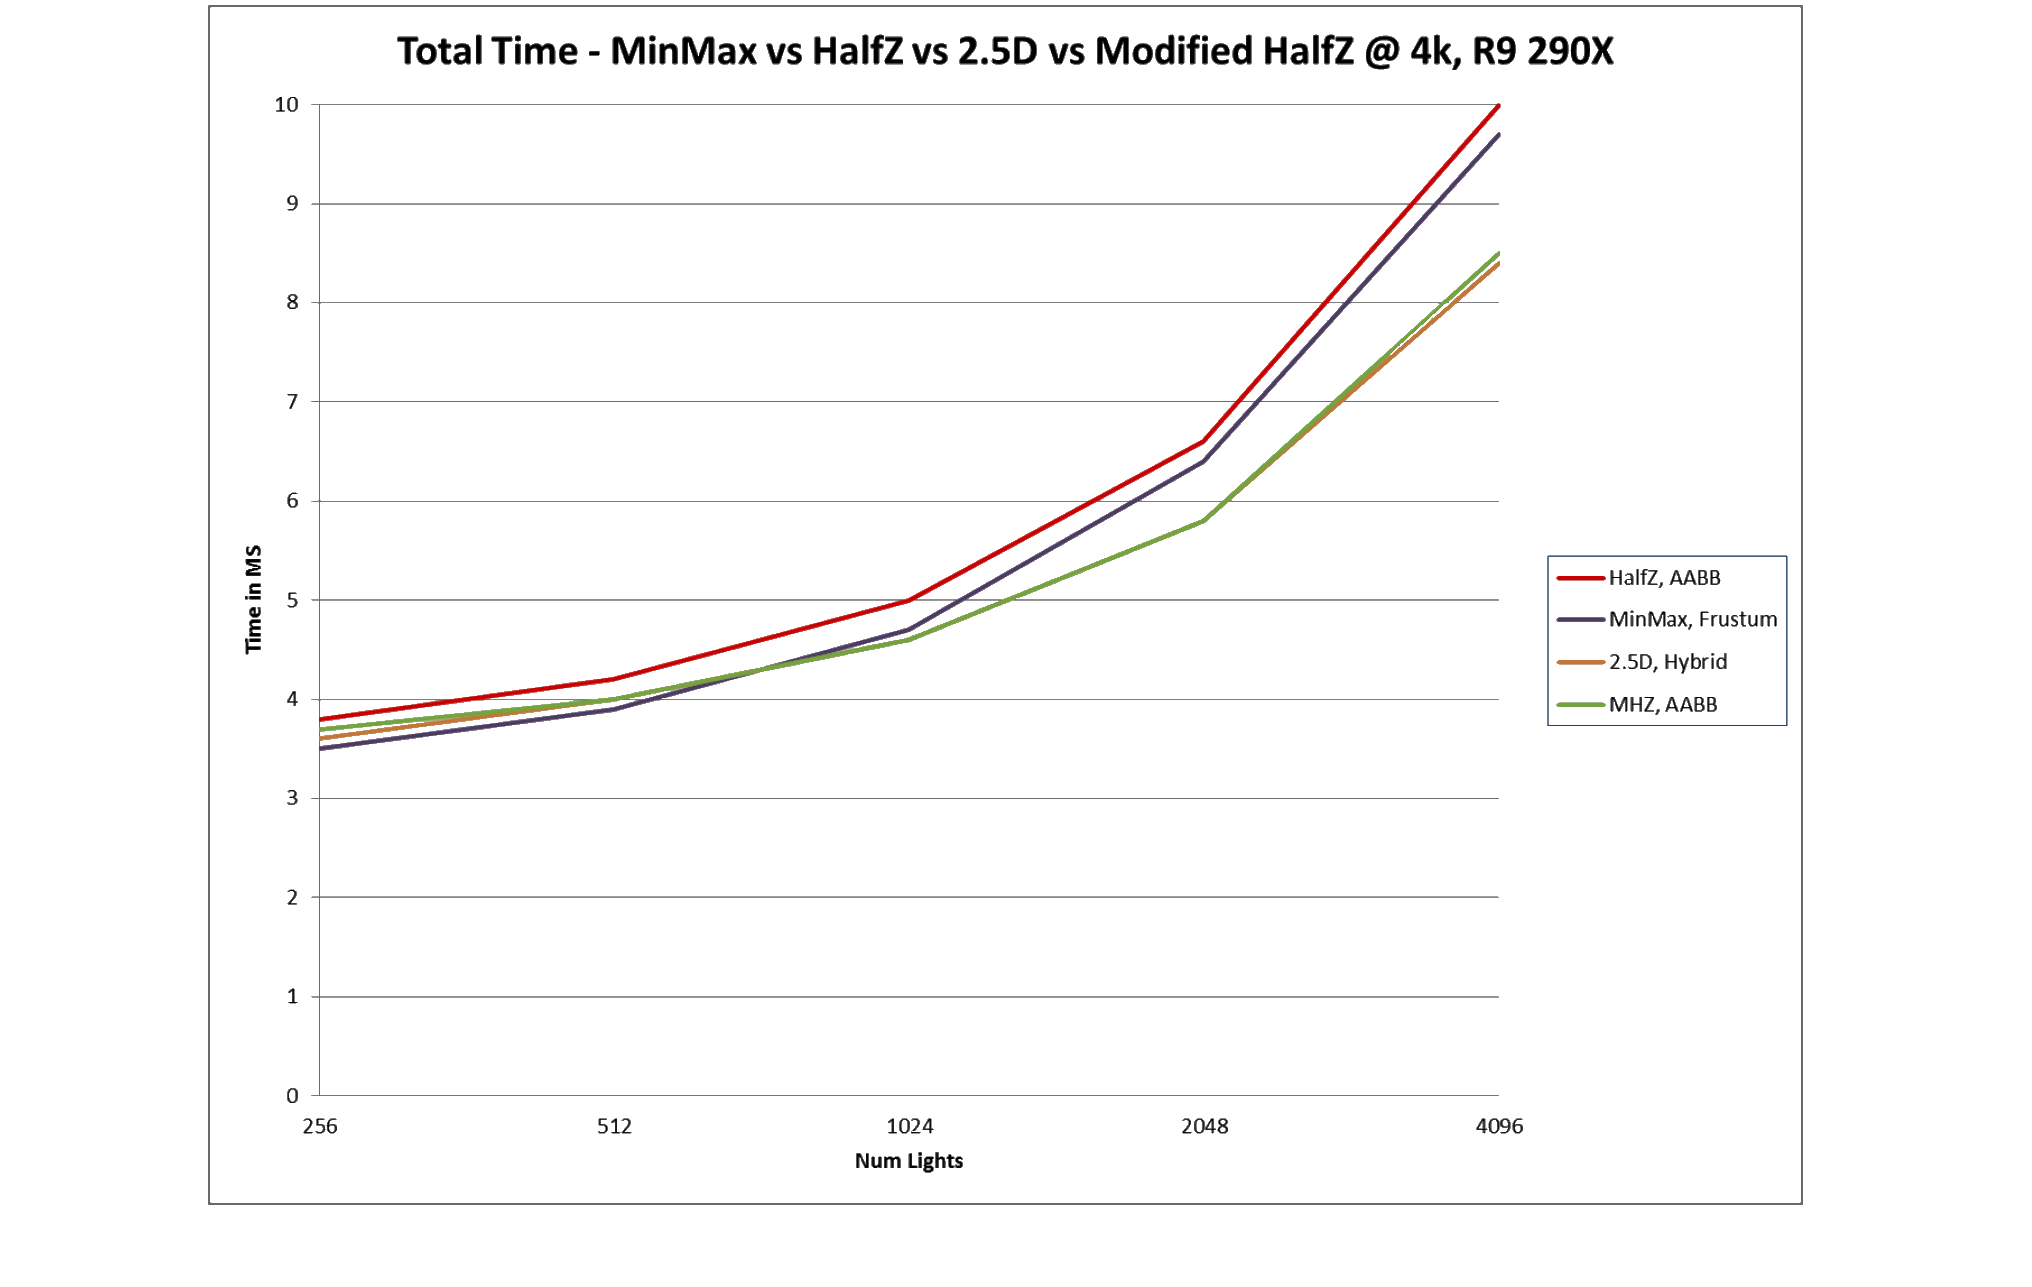 Total Time - MinMax vs HalfZ vs 2.5D vs Modified HalfZ @ 4k, R9 290X
10
9
8
7
6
5
4
3
2
1
0
Time in MS
256 512 1024 2048 4096
Num Lights
HalfZ, AABB
MinMax, Frustum
2.5D, Hybrid
MHZ, AABB